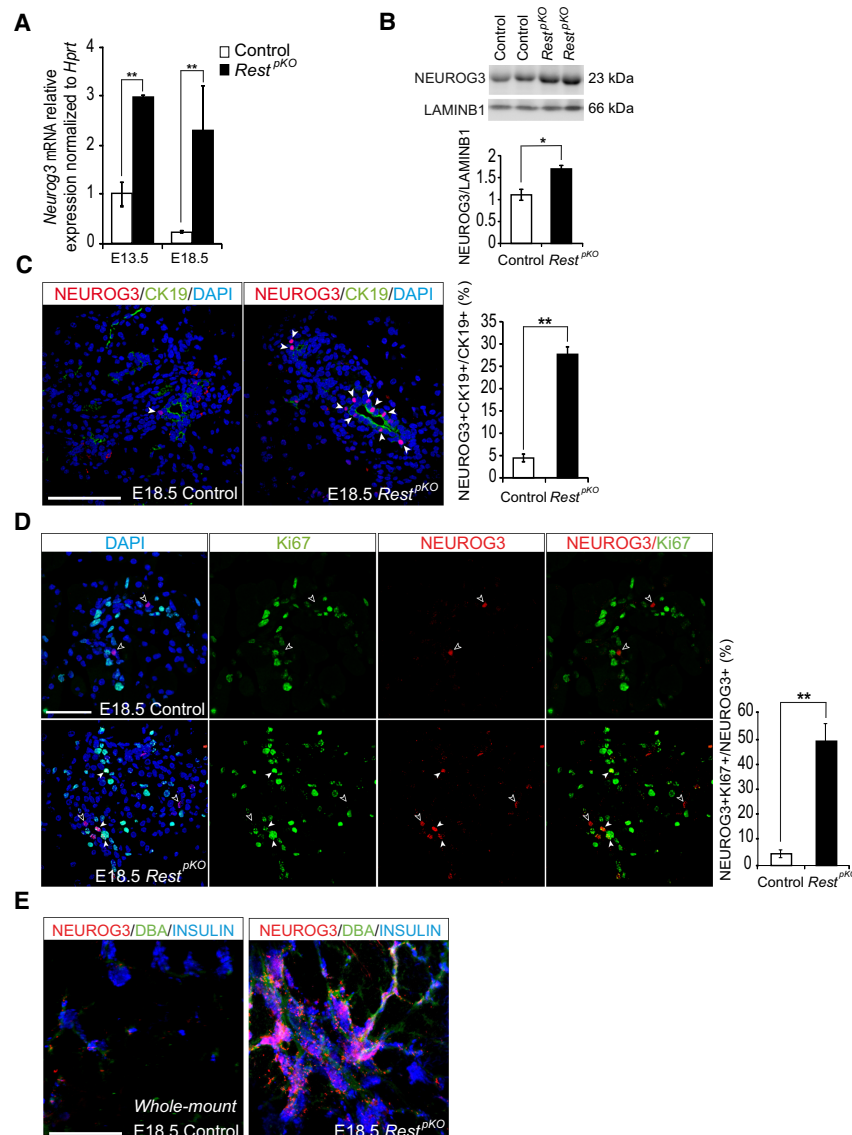 A
Neurog3 mRNA relative
expression normalized to Hprt
4
3
2
1
0
**
**
E13.5
E18.5
Control
Rest pKO
B
Control
Control
Rest pKO
Rest pKO
NEUROG3
23 kDa
LAMINB1
66 kDa
NEUROG3/LAMINB1
2
1.5
1
0.5
0
*
Control Rest pKO
C
NEUROG3/CK19/DAPI
NEUROG3/CK19/DAPI
E18.5 Control
E18.5 Rest pKO
NEUROG3+CK19+/CK19+ (%)
35
30
25
20
15
10
5
0
**
Control Rest pKO
D
DAPI
Ki67
NEUROG3
NEUROG3/Ki67
E18.5 Control
E18.5 Rest pKO
NEUROG3+KI67+/NEUROG3+ (%)
60
50
40
30
20
10
0
**
Control Rest pKO
E
NEUROG3/DBA/INSULIN
NEUROG3/DBA/INSULIN
Whole-mount
E18.5 Control
E18.5 Rest pKO